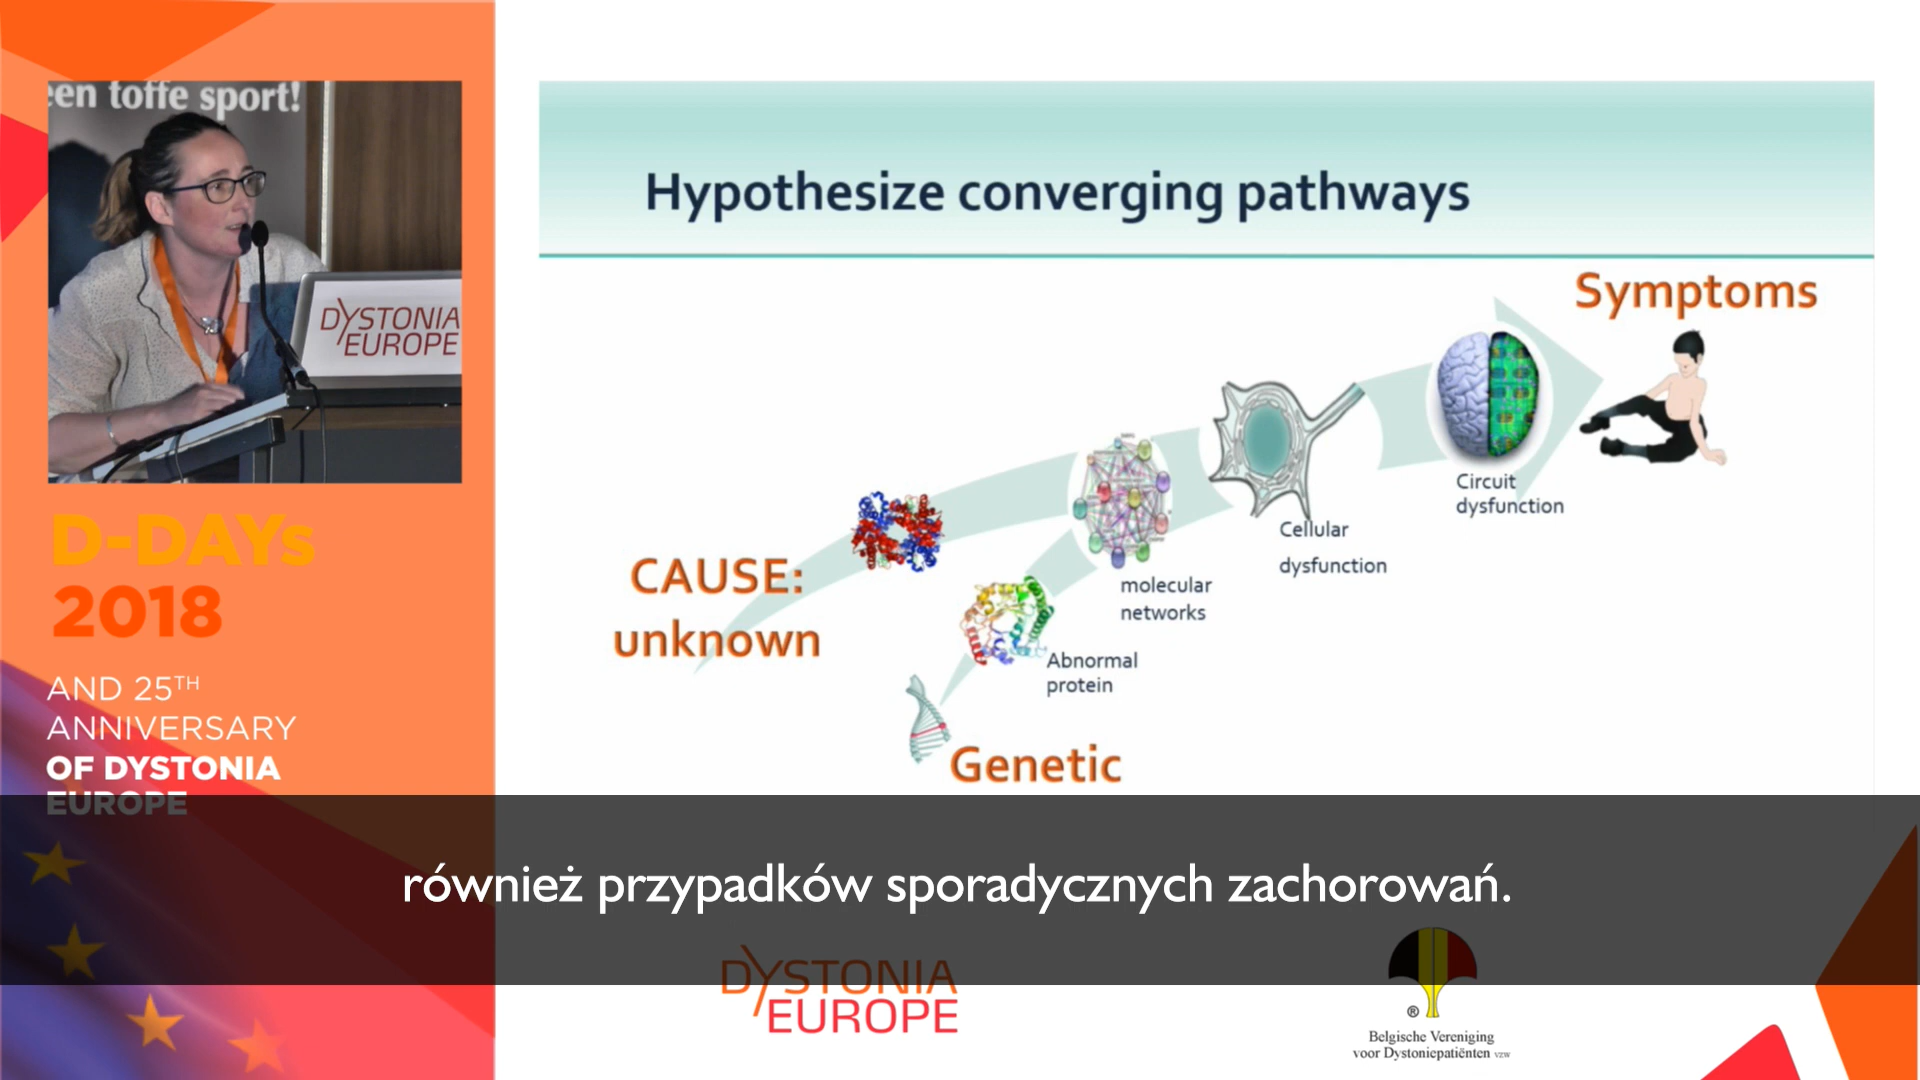 een toffe sport!
DYSTONIA
EUROPE
D-DAYs
2018
AND 25TH
ANNIVERSARY
OF DYSTONIA
EUROPE
Hypothesize converging pathways
Symptoms
Circuit
dysfunction
Cellular
dysfunction
molecular
networks
CAUSE:
unknown
Abnormal
protein
Genetic
również przypadków sporadycznych zachorowań.
DYSTONIA
EUROPE
®
Belgische Vereniging
voor Dystoniepatiënten vzw